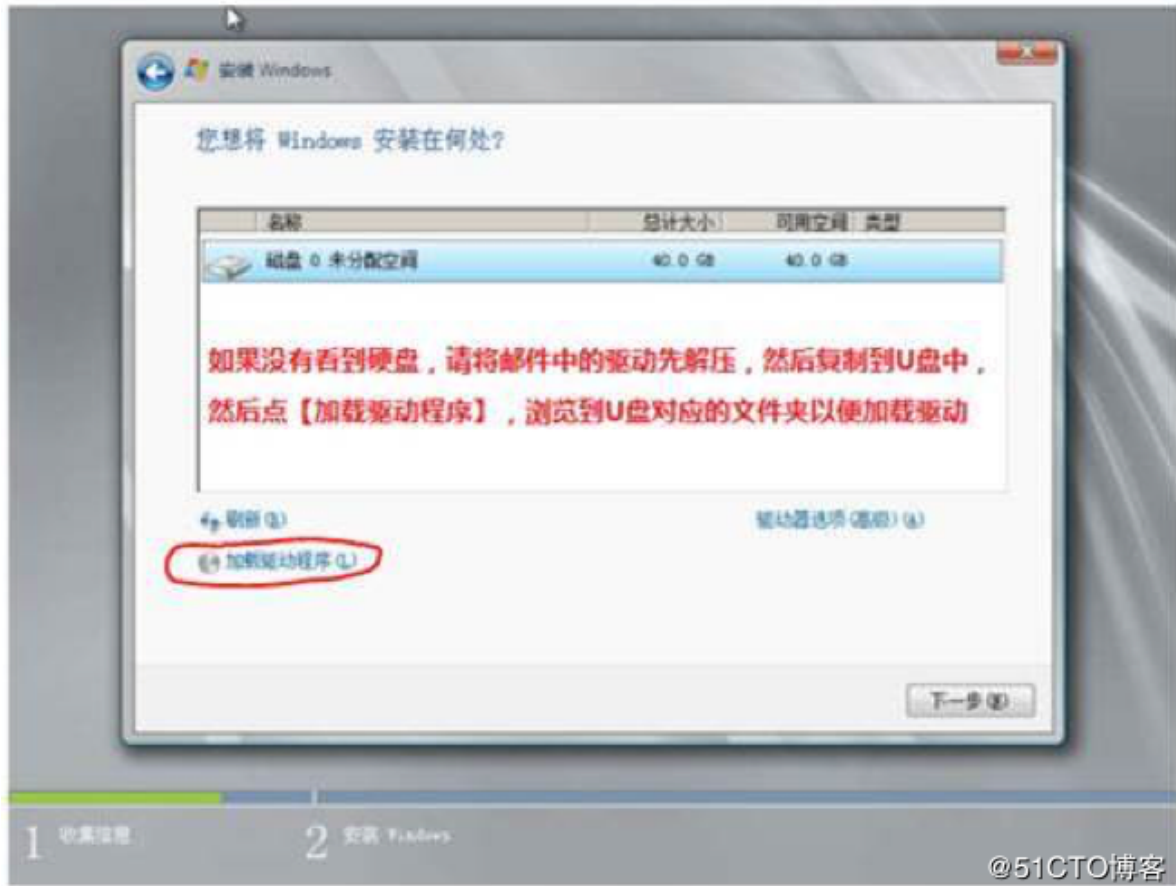 安装 Windows
您想将 Windows 安装在何处?
名称 总计大小 可用空间 类型
磁盘 0 未分配空间 40.0 GB 40.0 GB
如果没有看到硬盘，请将邮件中的驱动先解压，然后复制到U盘中，
然后点【加载驱动程序】，浏览到U盘对应的文件夹以便加载驱动
刷新(R) 驱动器选项(高级)(A)
加载驱动程序(L)
下一步(N)
1 收集信息 2 安装 Windows
@51CTO博客